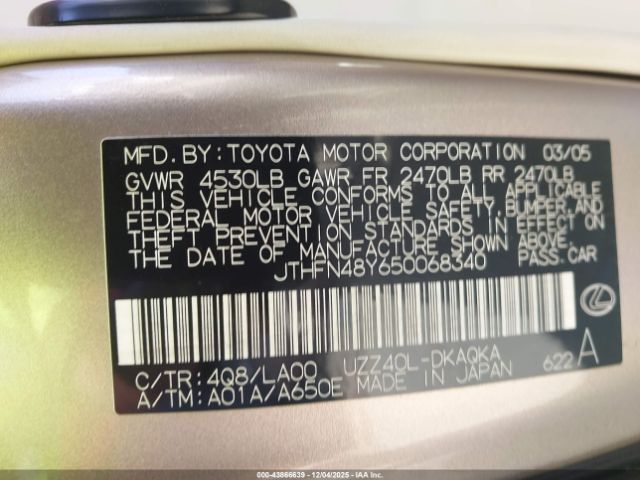 MFD. BY: TOYOTA MOTOR CORPORATION 03/05
GVWR 4530LB GAWR FR 2470LB RR 2470LB
THIS VEHICLE CONFORMS TO ALL APPLICABLE
FEDERAL MOTOR VEHICLE SAFETY, BUMPER AND
THEFT PREVENTION STANDARDS IN EFFECT ON
THE DATE OF MANUFACTURE SHOWN ABOVE.
JTHFN48Y650068340 PASS. CAR
C/TR: 4Q8/LA00 UZZ40L-DKAQKA
A/TM: A01A/A650E MADE IN JAPAN 622 A
000-43866639 - 12/04/2025 - IAAI.COM